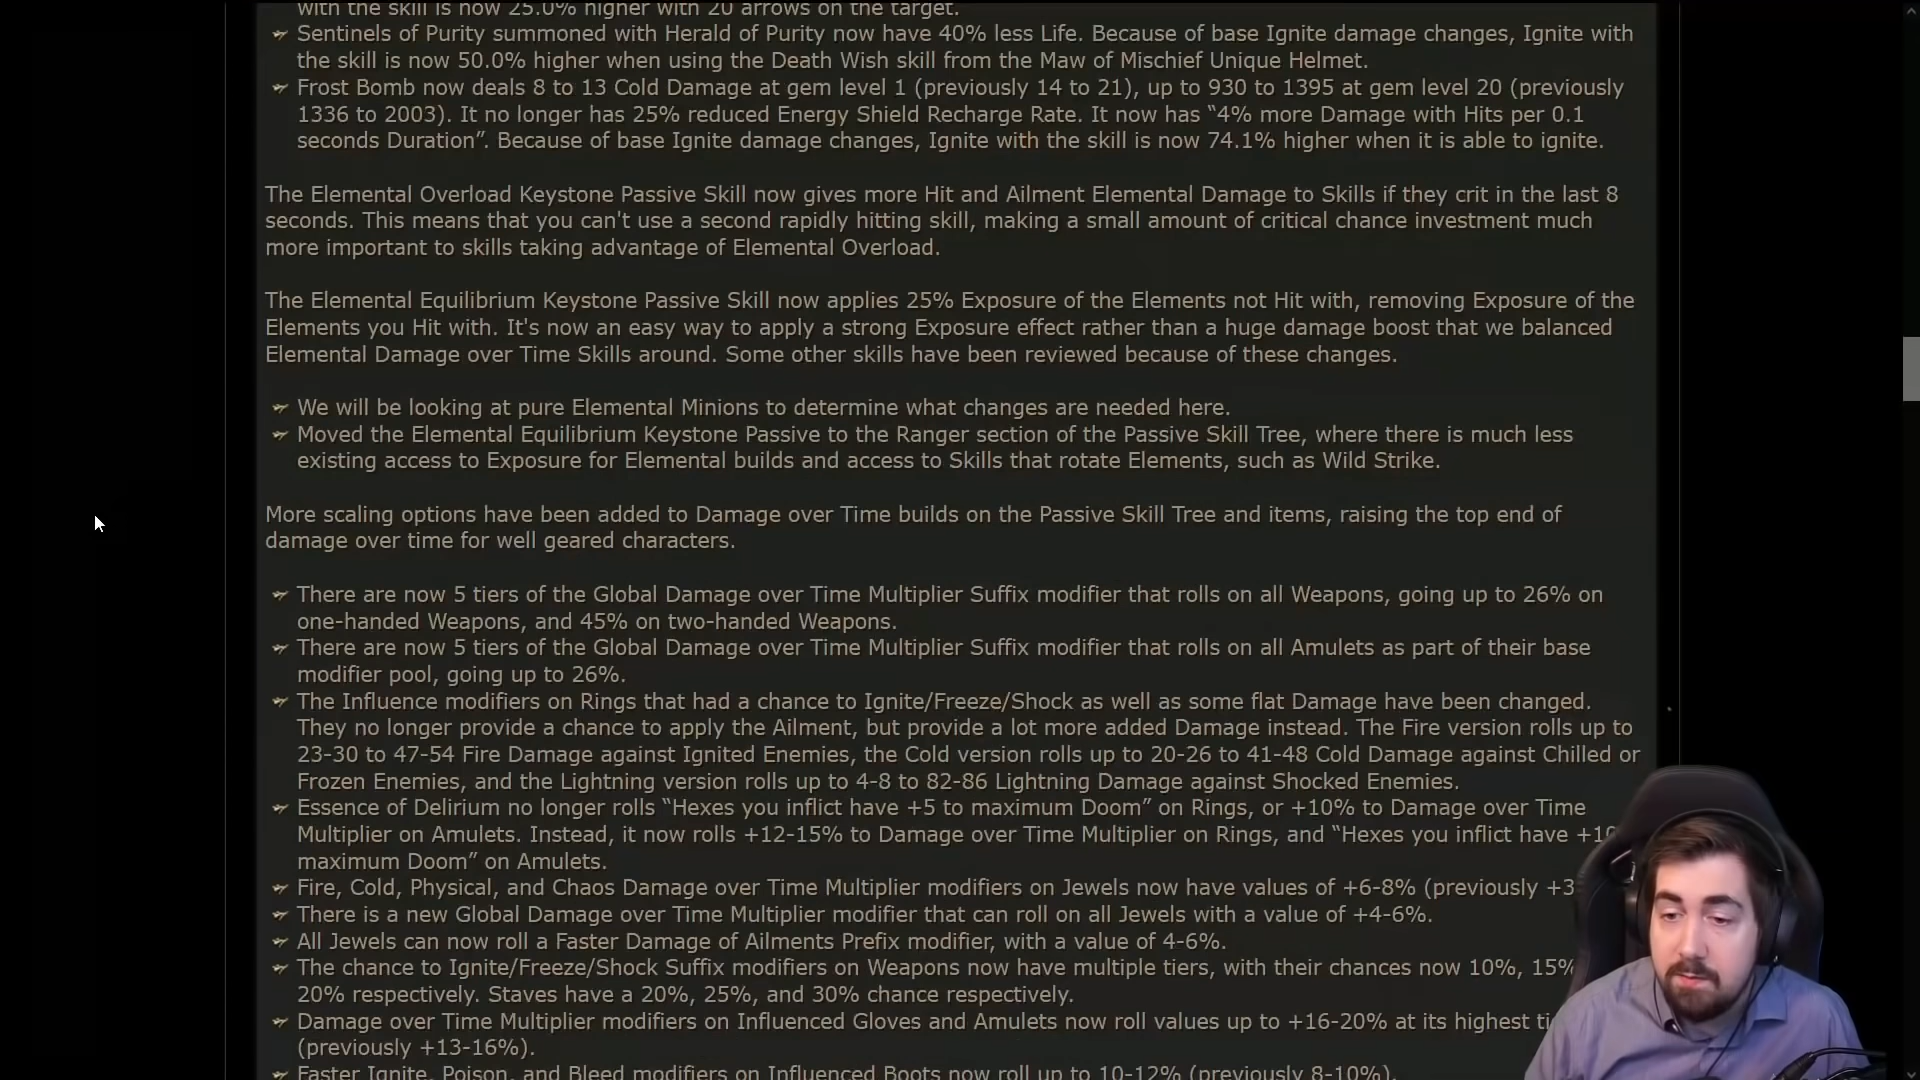 with the skill is now 25.0% higher with 20 arrows on the target.
Sentinels of Purity summoned with Herald of Purity now have 40% less Life. Because of base Ignite damage changes, Ignite with
the skill is now 50.0% higher when using the Death Wish skill from the Maw of Mischief Unique Helmet.
Frost Bomb now deals 8 to 13 Cold Damage at gem level 1 (previously 14 to 21), up to 930 to 1395 at gem level 20 (previously
1336 to 2003). It no longer has 25% reduced Energy Shield Recharge Rate. It now has “4% more Damage with Hits per 0.1
seconds Duration”. Because of base Ignite damage changes, Ignite with the skill is now 74.1% higher when it is able to ignite.
The Elemental Overload Keystone Passive Skill now gives more Hit and Ailment Elemental Damage to Skills if they crit in the last 8
seconds. This means that you can't use a second rapidly hitting skill, making a small amount of critical chance investment much
more important to skills taking advantage of Elemental Overload.
The Elemental Equilibrium Keystone Passive Skill now applies 25% Exposure of the Elements not Hit with, removing Exposure of the
Elements you Hit with. It's now an easy way to apply a strong Exposure effect rather than a huge damage boost that we balanced
Elemental Damage over Time Skills around. Some other skills have been reviewed because of these changes.
We will be looking at pure Elemental Minions to determine what changes are needed here.
Moved the Elemental Equilibrium Keystone Passive to the Ranger section of the Passive Skill Tree, where there is much less
existing access to Exposure for Elemental builds and access to Skills that rotate Elements, such as Wild Strike.
More scaling options have been added to Damage over Time builds on the Passive Skill Tree and items, raising the top end of
damage over time for well geared characters.
There are now 5 tiers of the Global Damage over Time Multiplier Suffix modifier that rolls on all Weapons, going up to 26% on
one-handed Weapons, and 45% on two-handed Weapons.
There are now 5 tiers of the Global Damage over Time Multiplier Suffix modifier that rolls on all Amulets as part of their base
modifier pool, going up to 26%.
The Influence modifiers on Rings that had a chance to Ignite/Freeze/Shock as well as some flat Damage have been changed.
They no longer provide a chance to apply the Ailment, but provide a lot more added Damage instead. The Fire version rolls up to
23-30 to 47-54 Fire Damage against Ignited Enemies, the Cold version rolls up to 20-26 to 41-48 Cold Damage against Chilled or
Frozen Enemies, and the Lightning version rolls up to 4-8 to 82-86 Lightning Damage against Shocked Enemies.
Essence of Delirium no longer rolls “Hexes you inflict have +5 to maximum Doom” on Rings, or +10% to Damage over Time
Multiplier on Amulets. Instead, it now rolls +12-15% to Damage over Time Multiplier on Rings, and “Hexes you inflict have +10
maximum Doom” on Amulets.
Fire, Cold, Physical, and Chaos Damage over Time Multiplier modifiers on Jewels now have values of +6-8% (previously +3
There is a new Global Damage over Time Multiplier modifier that can roll on all Jewels with a value of +4-6%.
All Jewels can now roll a Faster Damage of Ailments Prefix modifier, with a value of 4-6%.
The chance to Ignite/Freeze/Shock Suffix modifiers on Weapons now have multiple tiers, with their chances now 10%, 15%
20% respectively. Staves have a 20%, 25%, and 30% chance respectively.
Damage over Time Multiplier modifiers on Influenced Gloves and Amulets now roll values up to +16-20% at its highest ti
(previously +13-16%).
Faster Ignite, Poison, and Bleed modifiers on Influenced Boots now roll up to 10-12% (previously 8-10%).